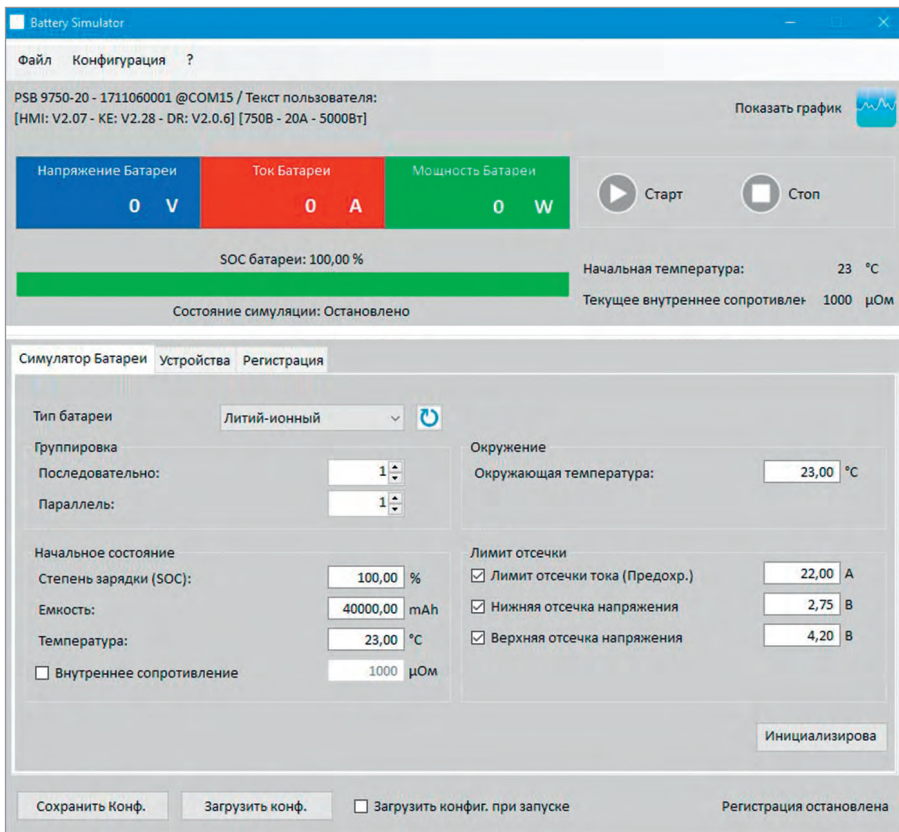 Battery Simulator
Файл Конфигурация ?
PSB 9750-20 - 1711060001 @COM15 / Текст пользователя:
[HMI: V2.07 - KE: V2.28 - DR: V2.0.6] [750В - 20А - 5000Вт]
Показать график
Напряжение Батареи Ток Батареи Мощность Батареи
0 V 0 A 0 W
Старт Стоп
SOC батареи: 100,00 %
Состояние симуляции: Остановлено
Начальная температура: 23 °C
Текущее внутреннее сопротивлен 1000 µОм
Симулятор Батареи Устройства Регистрация
Тип батареи Литий-ионный
Группировка
Последовательно: 1
Параллель: 1
Окружение
Окружающая температура: 23,00 °C
Начальное состояние
Степень зарядки (SOC): 100,00 %
Емкость: 40000,00 mAh
Температура: 23,00 °C
Внутреннее сопротивление 1000 µОм
Лимит отсечки
Лимит отсечки тока (Предохр.) 22,00 А
Нижняя отсечка напряжения 2,75 В
Верхняя отсечка напряжения 4,20 В
Инициализирова
Сохранить Конф. Загрузить конф. Загрузить конфиг. при запуске Регистрация остановлена